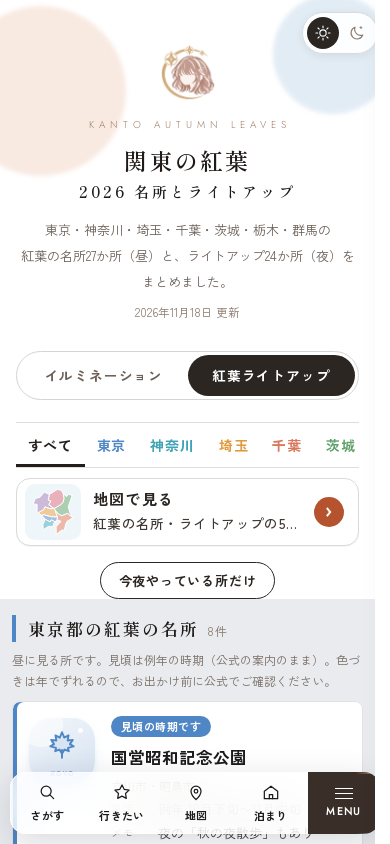 KANTO AUTUMN LEAVES
関東の紅葉
2026 名所とライトアップ
東京・神奈川・埼玉・千葉・茨城・栃木・群馬の
紅葉の名所27か所（昼）と、ライトアップ24か所（夜）を
まとめました。
2026年11月18日 更新
イルミネーション 紅葉ライトアップ
すべて 東京 神奈川 埼玉 千葉 茨城
地図で見る
紅葉の名所・ライトアップの5…
今夜やっている所だけ
東京都の紅葉の名所 8件
昼に見る所です。見頃は例年の時期（公式の案内のまま）。色づ
きは年でずれるので、お出かけ前に公式でご確認ください。
見頃の時期です
国営昭和記念公園
さがす 行きたい 地図 泊まり MENU
夜の「秋の夜散歩」もあり